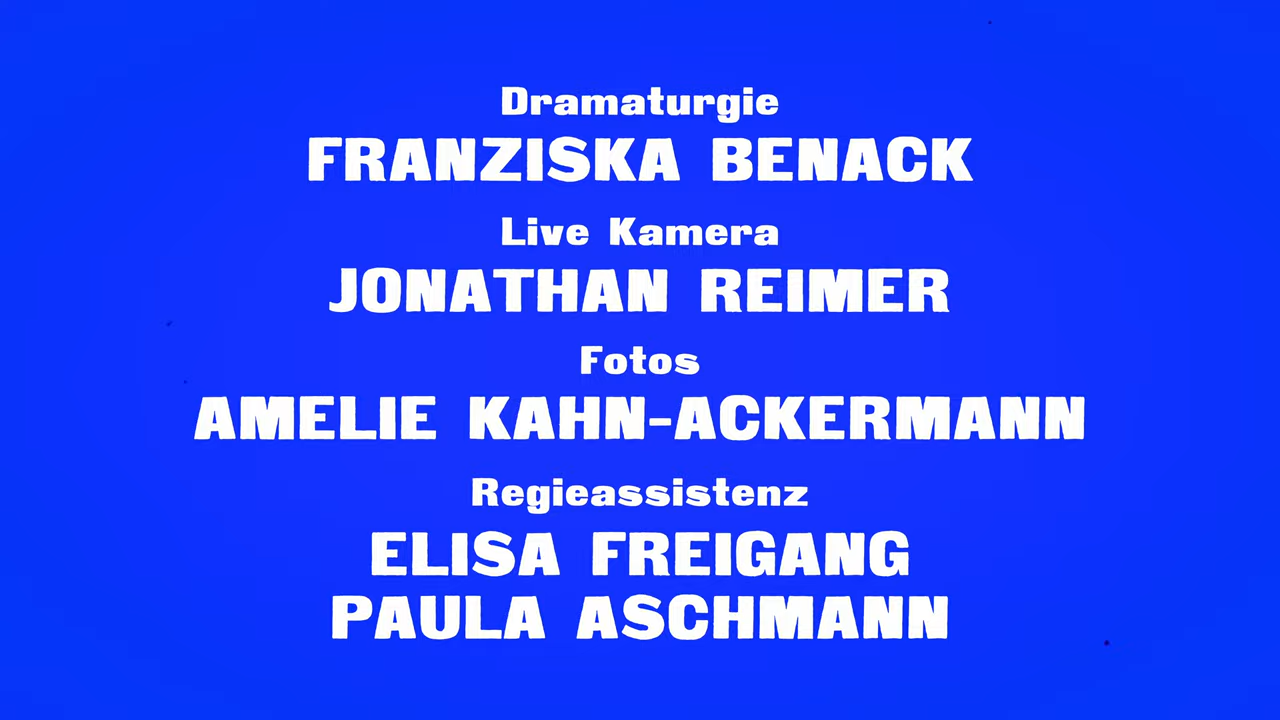 Dramaturgie
FRANZISKA BENACK
Live Kamera
JONATHAN REIMER
Fotos
AMELIE KAHN-ACKERMANN
Regieassistenz
ELISA FREIGANG
PAULA ASCHMANN